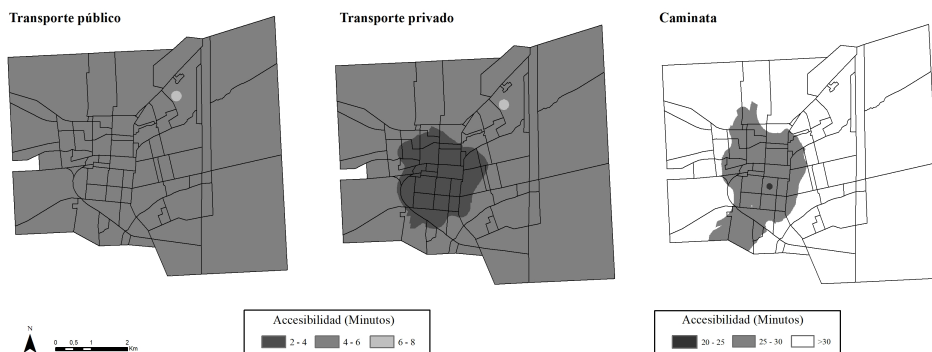 Transporte público
Transporte privado
Caminata
Accesibilidad (Minutos)
2 - 4
4 - 6
6 - 8
Accesibilidad (Minutos)
20 - 25
25 - 30
>30
N
0 0,5 1 2
Km